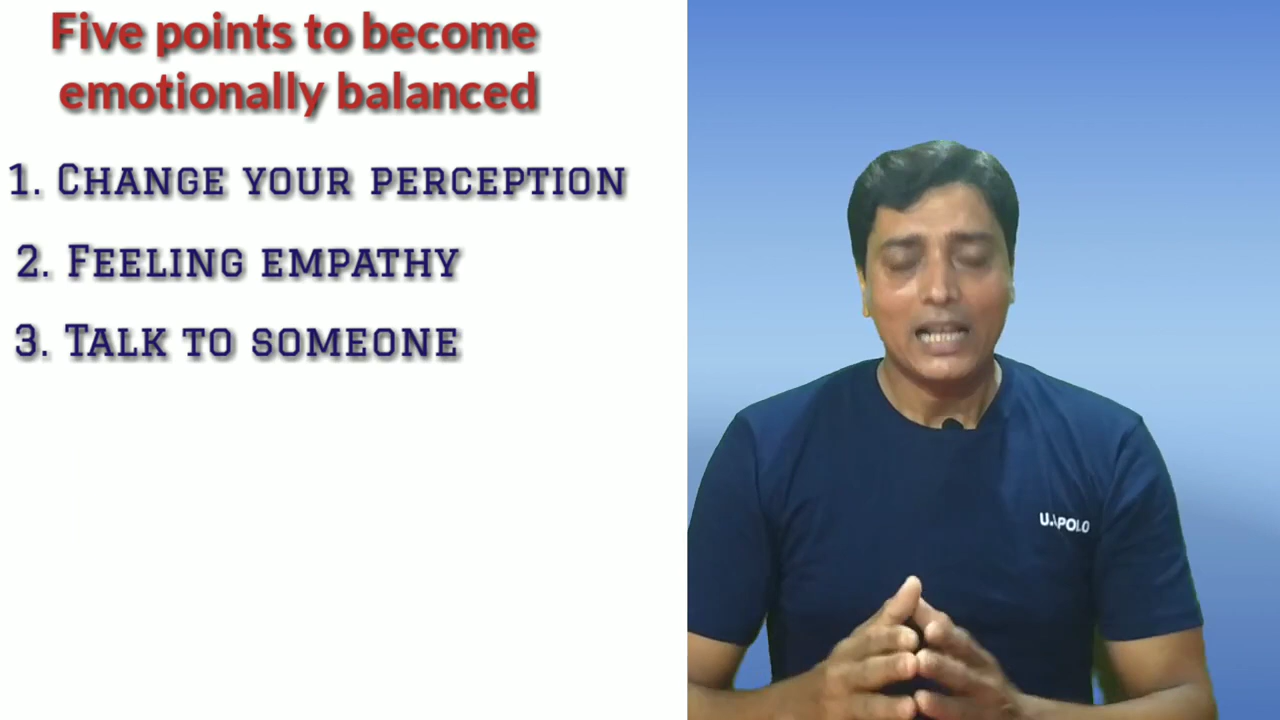 Five points to become
emotionally balanced
1. Change your perception
2. Feeling empathy
3. Talk to someone